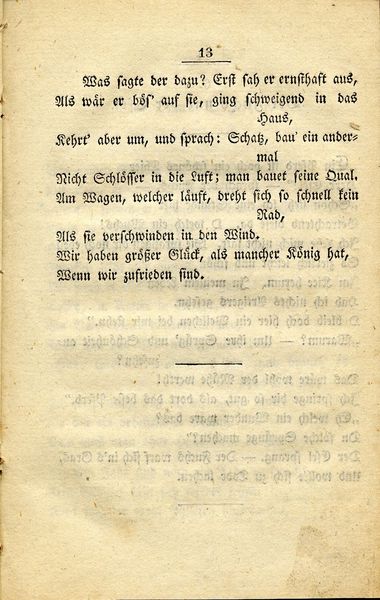 13
Was sagte der dazu? Erst sah er ernsthaft aus,
Als wär er bös' auf sie, ging schweigend in das
Haus,
Kehrt' aber um, und sprach: Schatz, bau' ein ander-
mal
Nicht Schlösser in die Luft; man bauet seine Qual.
Am Wagen, welcher läuft, dreht sich so schnell kein
Rad,
Als sie verschwinden in den Wind.
Wir haben größer Glück, als mancher König hat,
Wenn wir zufrieden sind.